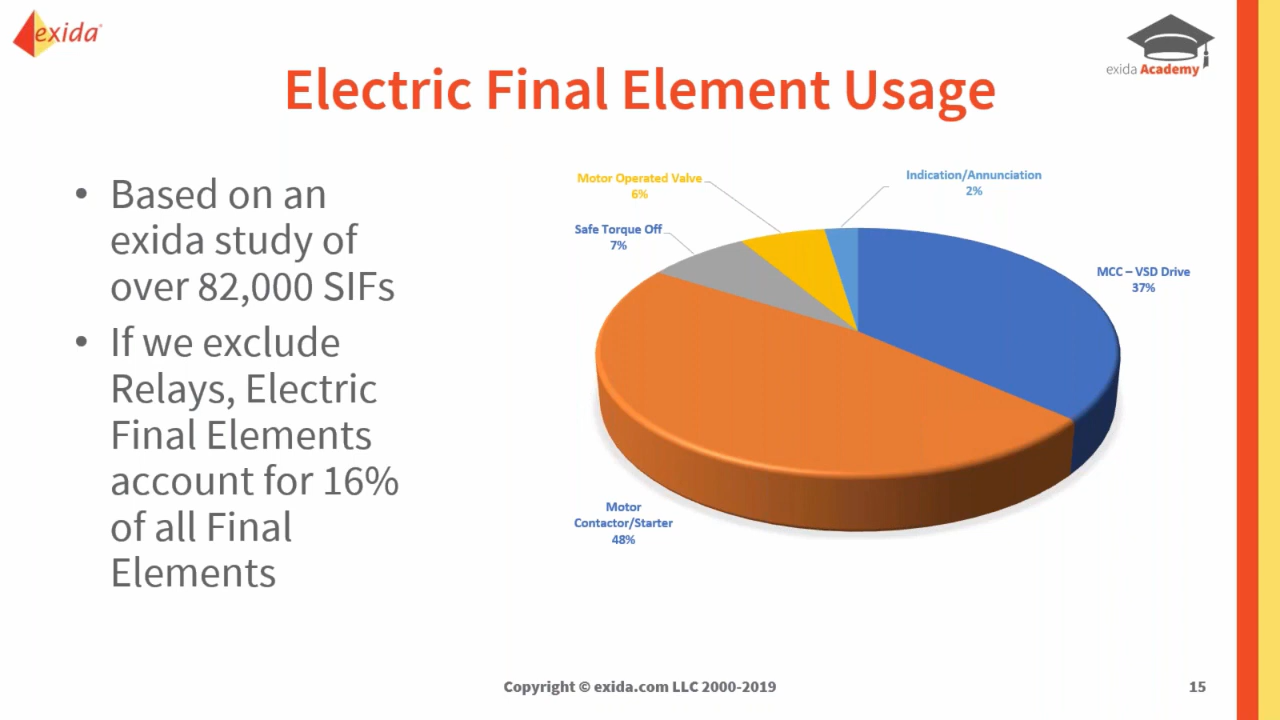 exida
exida Academy
Electric Final Element Usage
• Based on an
exida study of
over 82,000 SIFs
• If we exclude
Relays, Electric
Final Elements
account for 16%
of all Final
Elements
Motor Operated Valve
6%
Indication/Annunciation
2%
Safe Torque Off
7%
MCC – VSD Drive
37%
Motor
Contactor/Starter
48%
Copyright © exida.com LLC 2000-2019
15